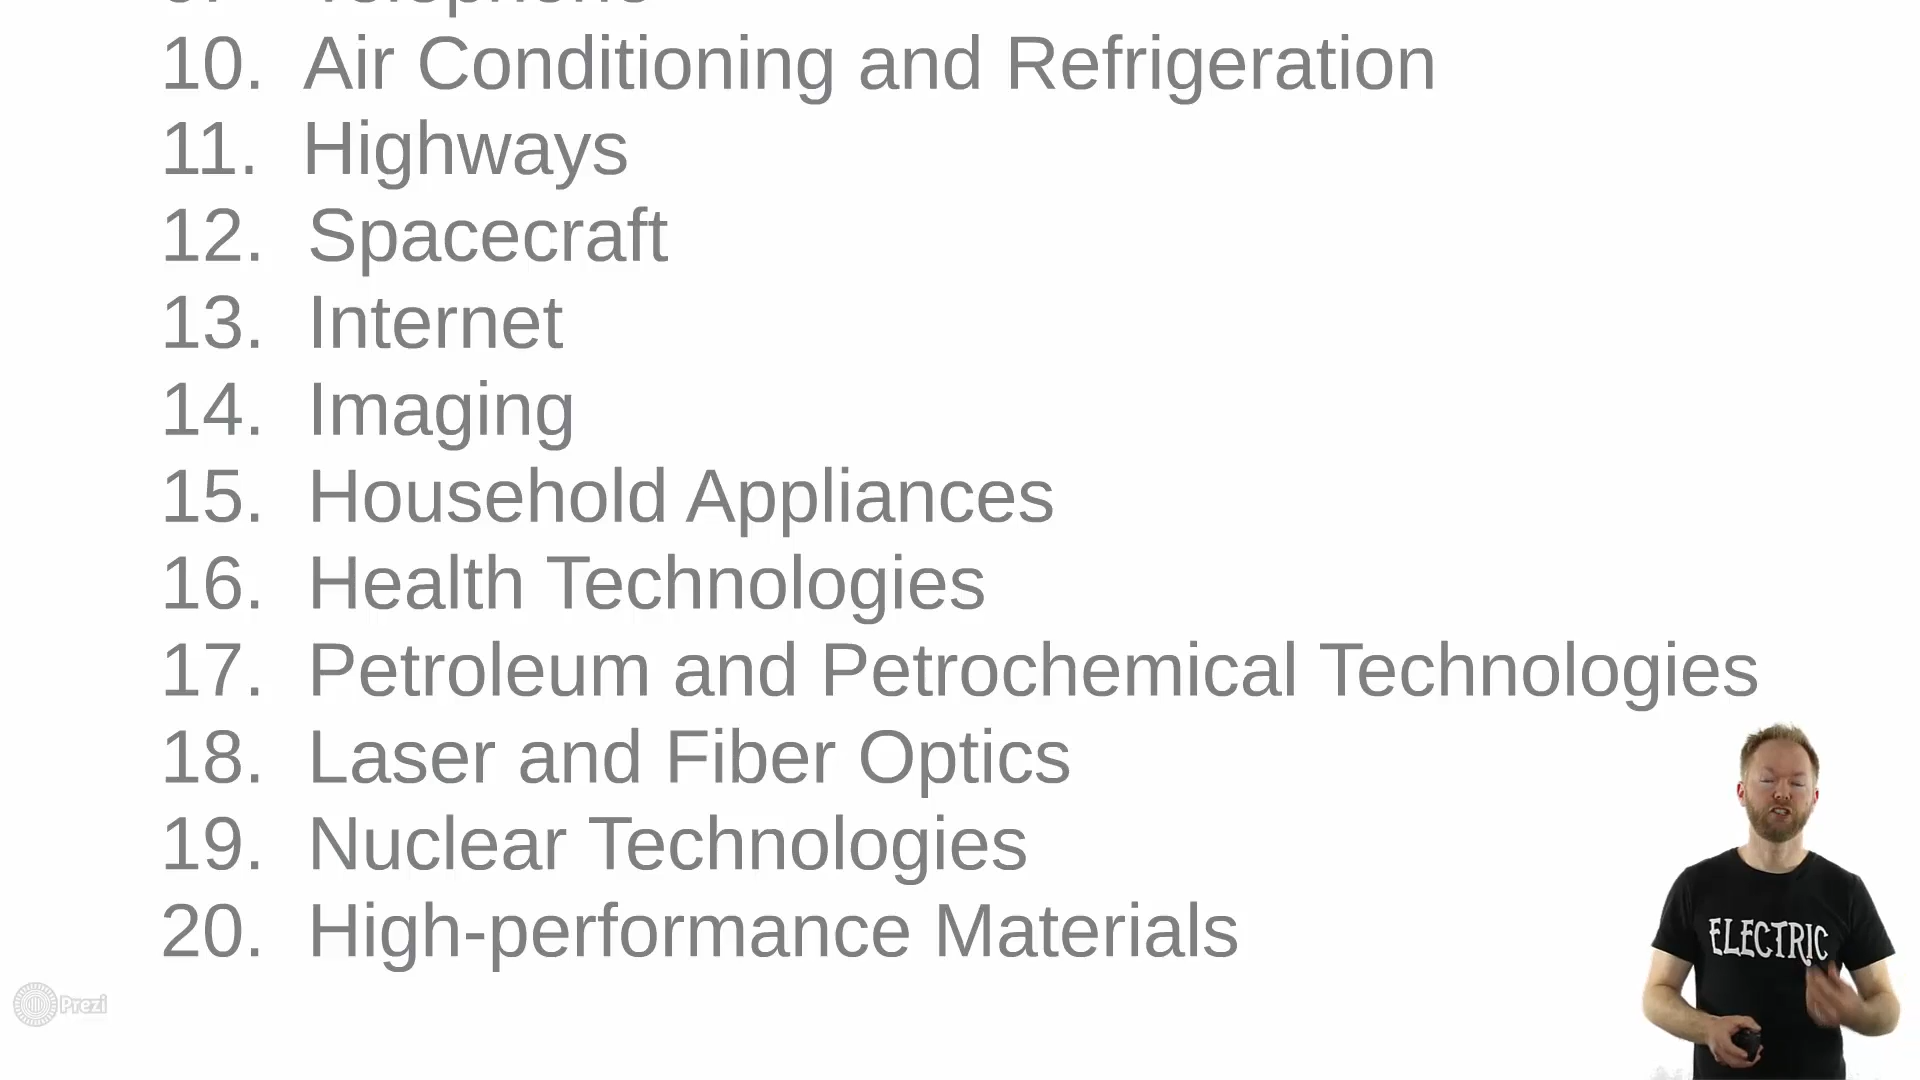 10. Air Conditioning and Refrigeration
11. Highways
12. Spacecraft
13. Internet
14. Imaging
15. Household Appliances
16. Health Technologies
17. Petroleum and Petrochemical Technologies
18. Laser and Fiber Optics
19. Nuclear Technologies
20. High-performance Materials
ELECTRIC
Prezi